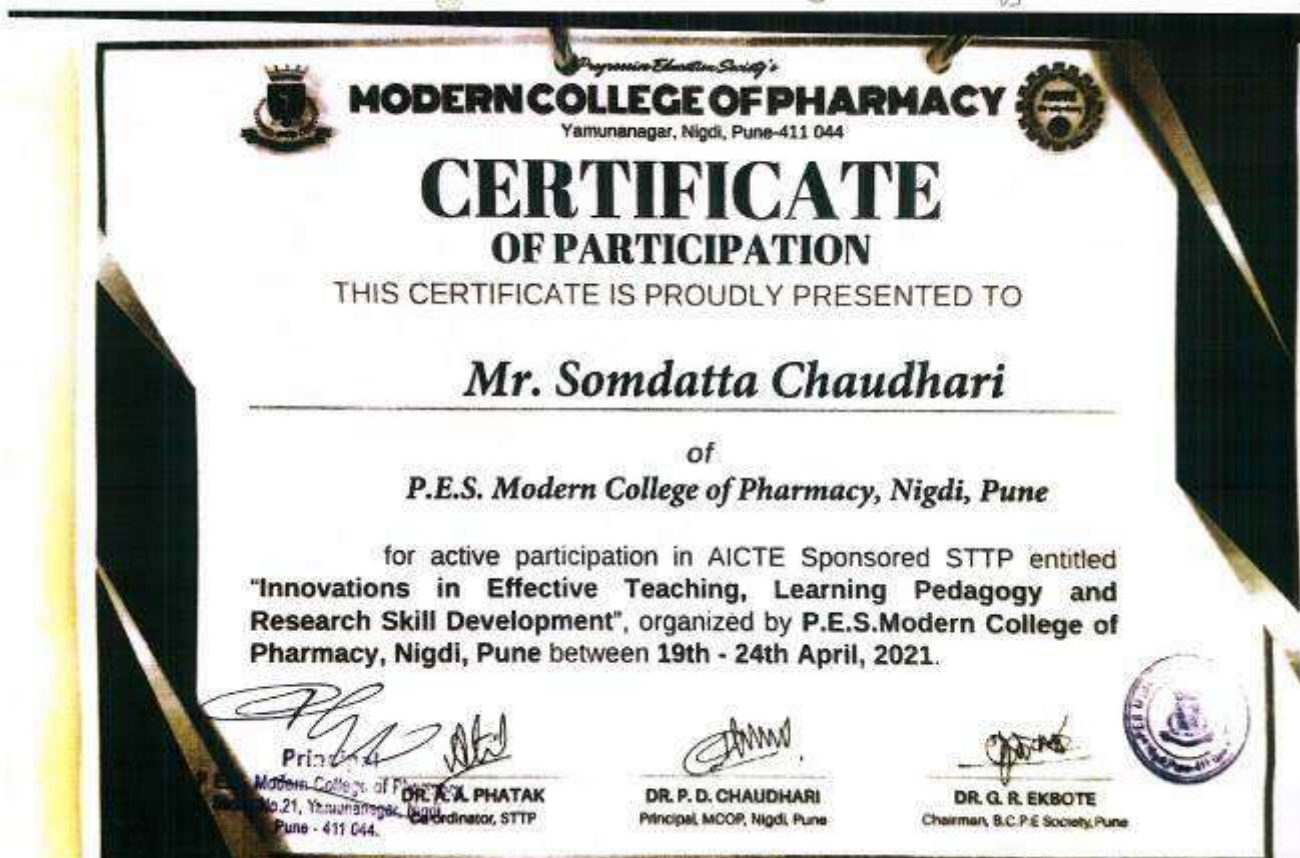 Progressive Education Society's
MODERN COLLEGE OF PHARMACY
Yamunanagar, Nigdi, Pune-411 044
CERTIFICATE
OF PARTICIPATION
THIS CERTIFICATE IS PROUDLY PRESENTED TO
Mr. Somdatta Chaudhari
of
P.E.S. Modern College of Pharmacy, Nigdi, Pune
for active participation in AICTE Sponsored STTP entitled
"Innovations in Effective Teaching, Learning Pedagogy and
Research Skill Development", organized by P.E.S.Modern College of
Pharmacy, Nigdi, Pune between 19th - 24th April, 2021.
Principal
Modern College of
No.21, Yamunanagar,
Pune - 411 044.
DR. A. A. PHATAK
Co-ordinator, STTP
DR. P. D. CHAUDHARI
Principal, MCOP, Nigdi, Pune
DR. G. R. EKBOTE
Chairman, B.C.P.E Society, Pune